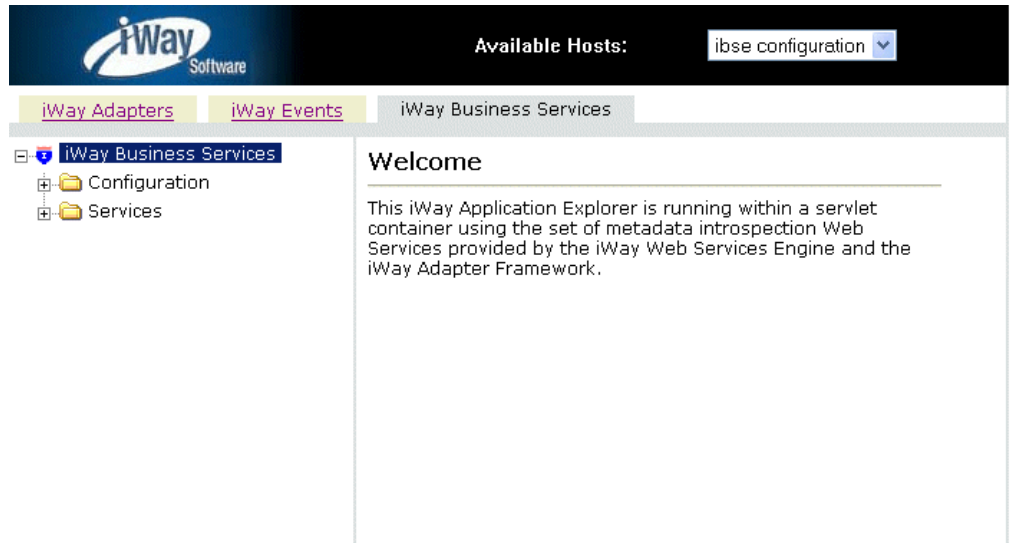 iWay
Software
Available Hosts:
ibse configuration
iWay Adapters
iWay Events
iWay Business Services
iWay Business Services
Configuration
Services
Welcome
This iWay Application Explorer is running within a servlet
container using the set of metadata introspection Web
Services provided by the iWay Web Services Engine and the
iWay Adapter Framework.